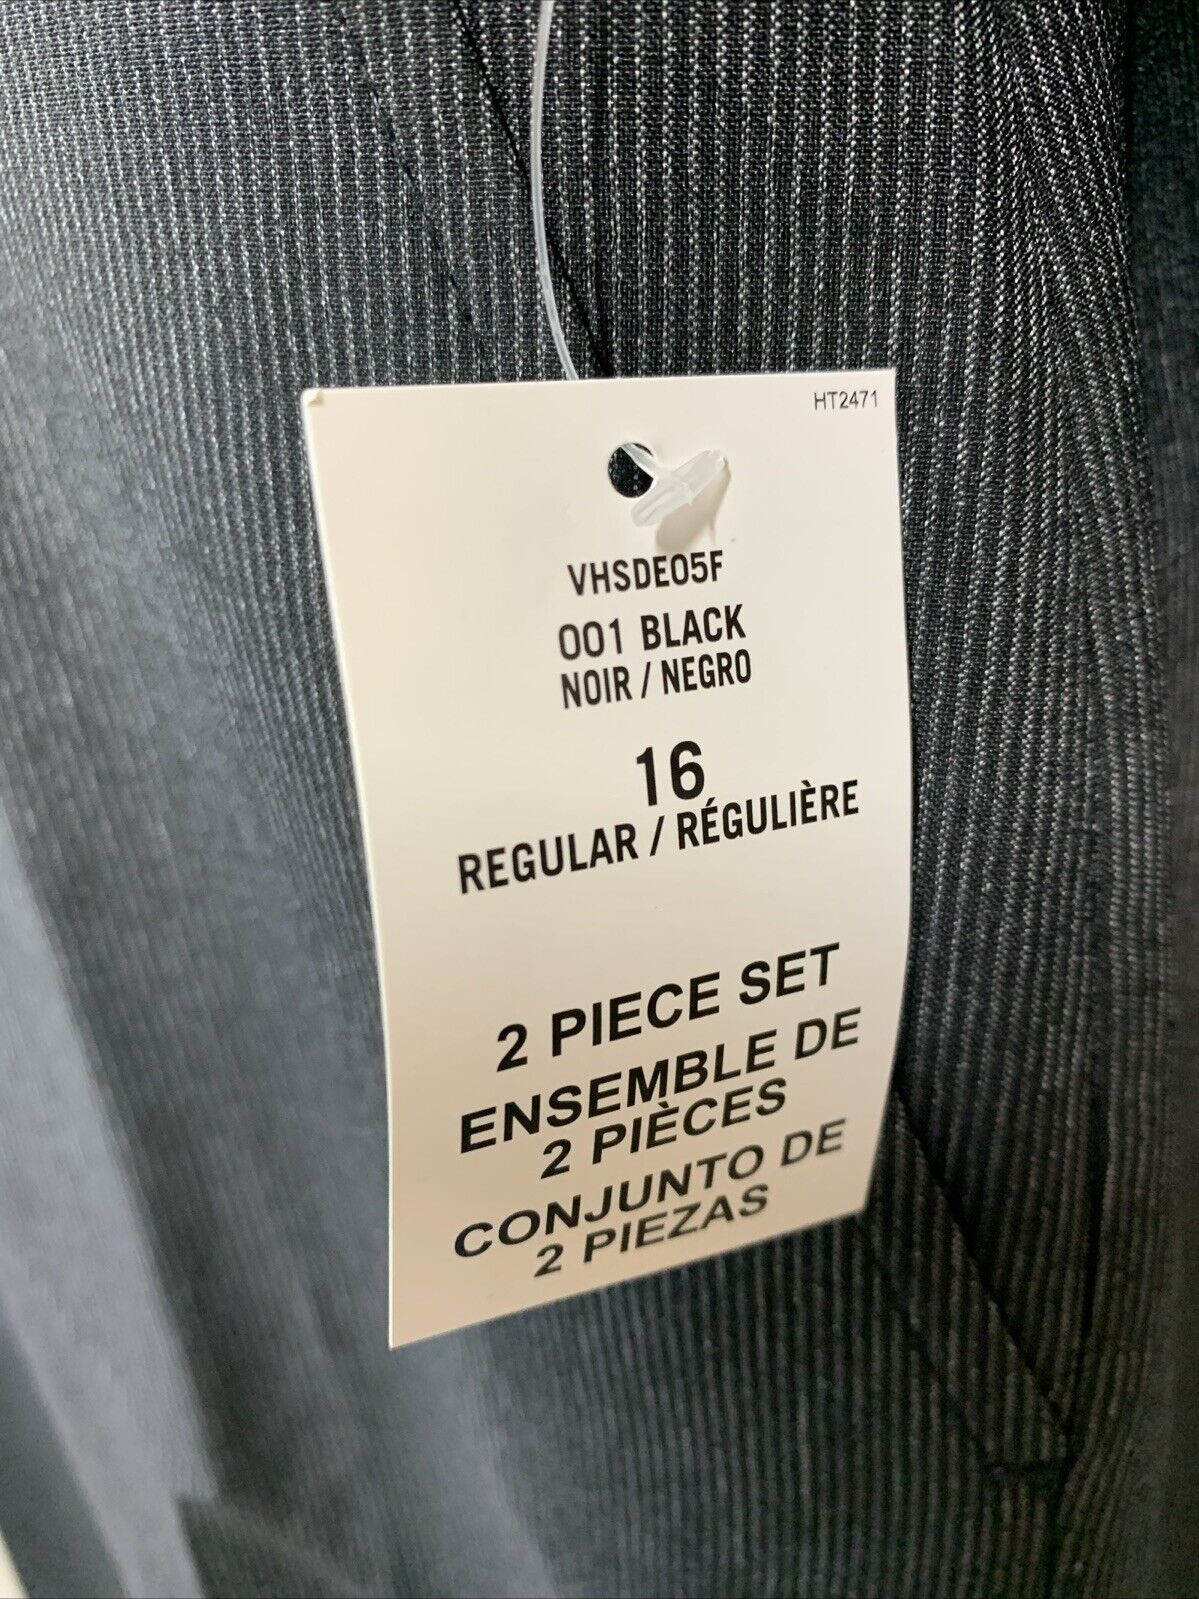 HT2471
VHSDE05F
001 BLACK
NOIR / NEGRO
16
REGULAR / RÉGULIÈRE
2 PIECE SET
ENSEMBLE DE
2 PIÈCES
CONJUNTO DE
2 PIEZAS